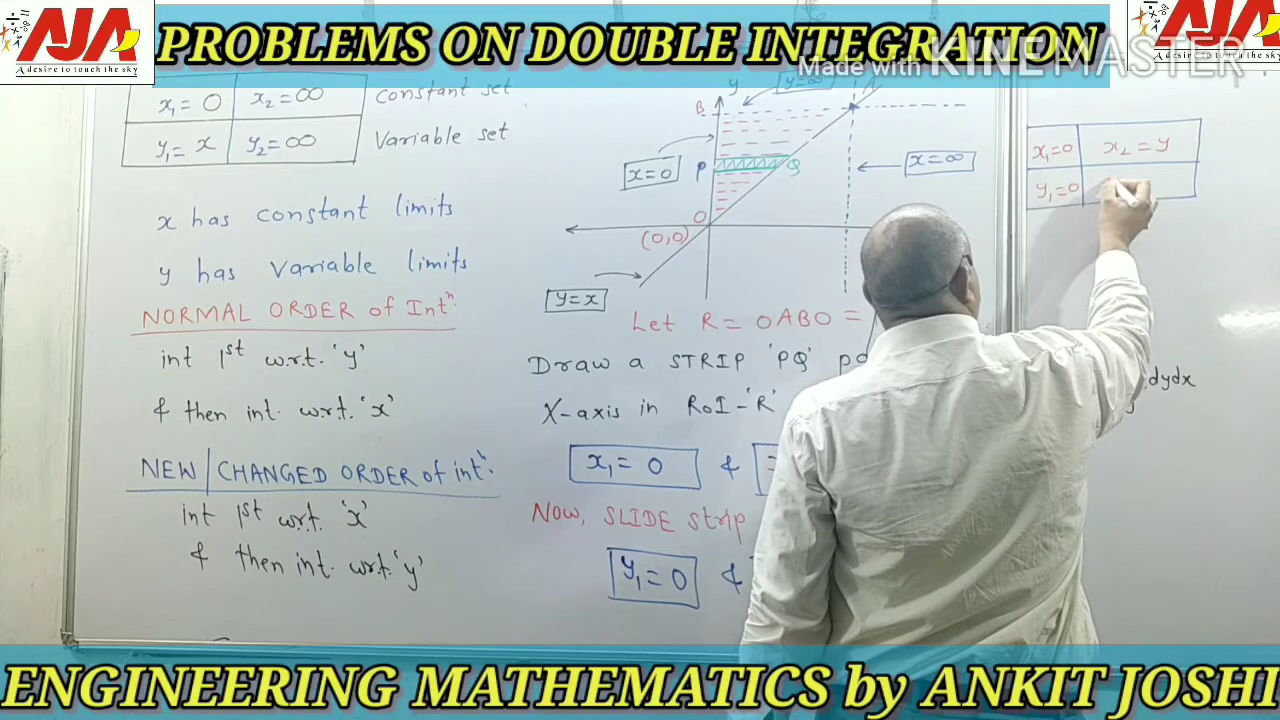 AJA
A desire to touch the sky
PROBLEMS ON DOUBLE INTEGRATION
Made with KINEMASTER
x₁ = 0 x₂ = ∞ Constant set
y₁ = x y₂ = ∞ Variable set
x has constant limits
y has variable limits
NORMAL ORDER of Intⁿ.
int 1st w.r.t. 'y'
& then int. w.r.t. 'x'
NEW/CHANGED ORDER of intⁿ.
int 1st w.r.t. 'x'
& then int. w.r.t. 'y'
y
y=∞
B
A
x=0
P
Q
x=∞
O
(0,0)
y=x
Let R = OABO =
Draw a STRIP 'PQ'
X-axis in RoI-'R'
x₁ = 0 &
Now, SLIDE strip
y₁ = 0 &
x₁=0 x₂ = y
y₁=0
dydx
ENGINEERING MATHEMATICS by ANKIT JOSHI
AJA
A desire to touch the sky